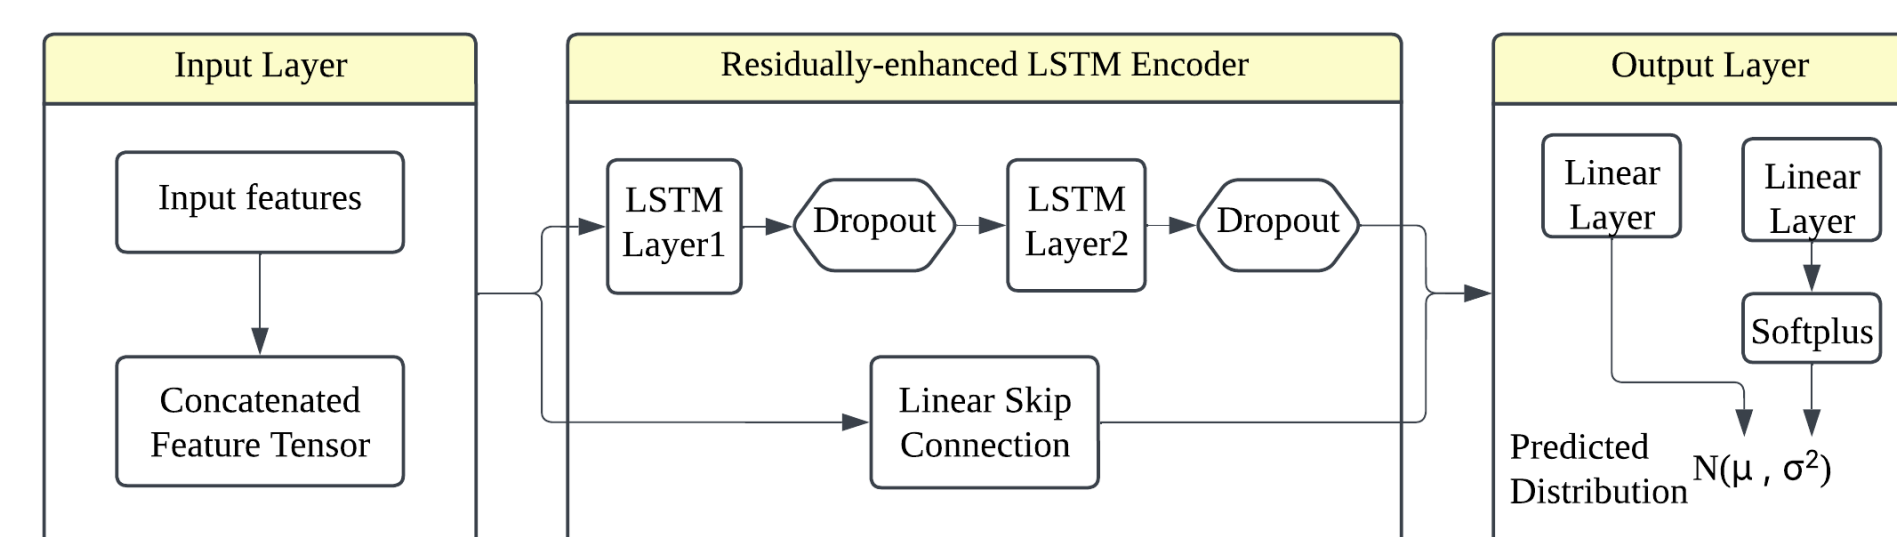 Input Layer
Input features
Concatenated
Feature Tensor
Residually-enhanced LSTM Encoder
LSTM
Layer1
Dropout
LSTM
Layer2
Dropout
Linear Skip
Connection
Output Layer
Linear
Layer
Linear
Layer
Softplus
Predicted
Distribution
N(μ , σ²)